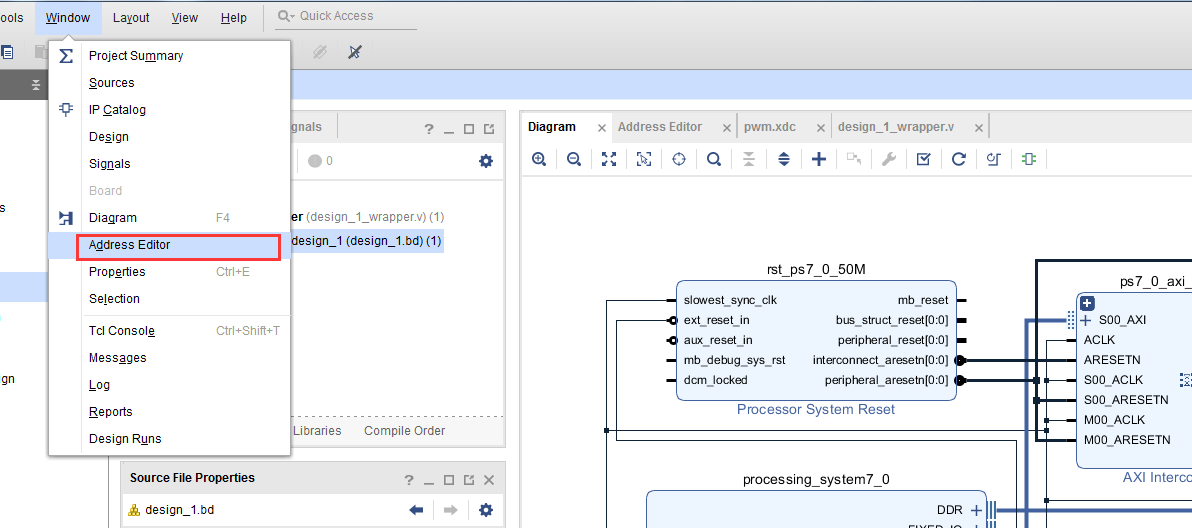 ools Window Layout View Help Quick Access
Project Summary
Sources
IP Catalog
Design
Signals
Board
Diagram F4
Address Editor
Properties Ctrl+E
Selection
Tcl Console Ctrl+Shift+T
Messages
Log
Reports
Design Runs
s
ign
gnals
? _
0
er (design_1_wrapper.v) (1)
design_1 (design_1.bd) (1)
Libraries Compile Order
Source File Properties ? _
design_1.bd
Diagram Address Editor pwm.xdc design_1_wrapper.v
rst_ps7_0_50M
slowest_sync_clk mb_reset
ext_reset_in bus_struct_reset[0:0]
aux_reset_in peripheral_reset[0:0]
mb_debug_sys_rst interconnect_aresetn[0:0]
dcm_locked peripheral_aresetn[0:0]
Processor System Reset
ps7_0_axi_
S00_AXI
ACLK
ARESETN
S00_ACLK
S00_ARESETN
M00_ACLK
M00_ARESETN
AXI Interco
processing_system7_0
DDR